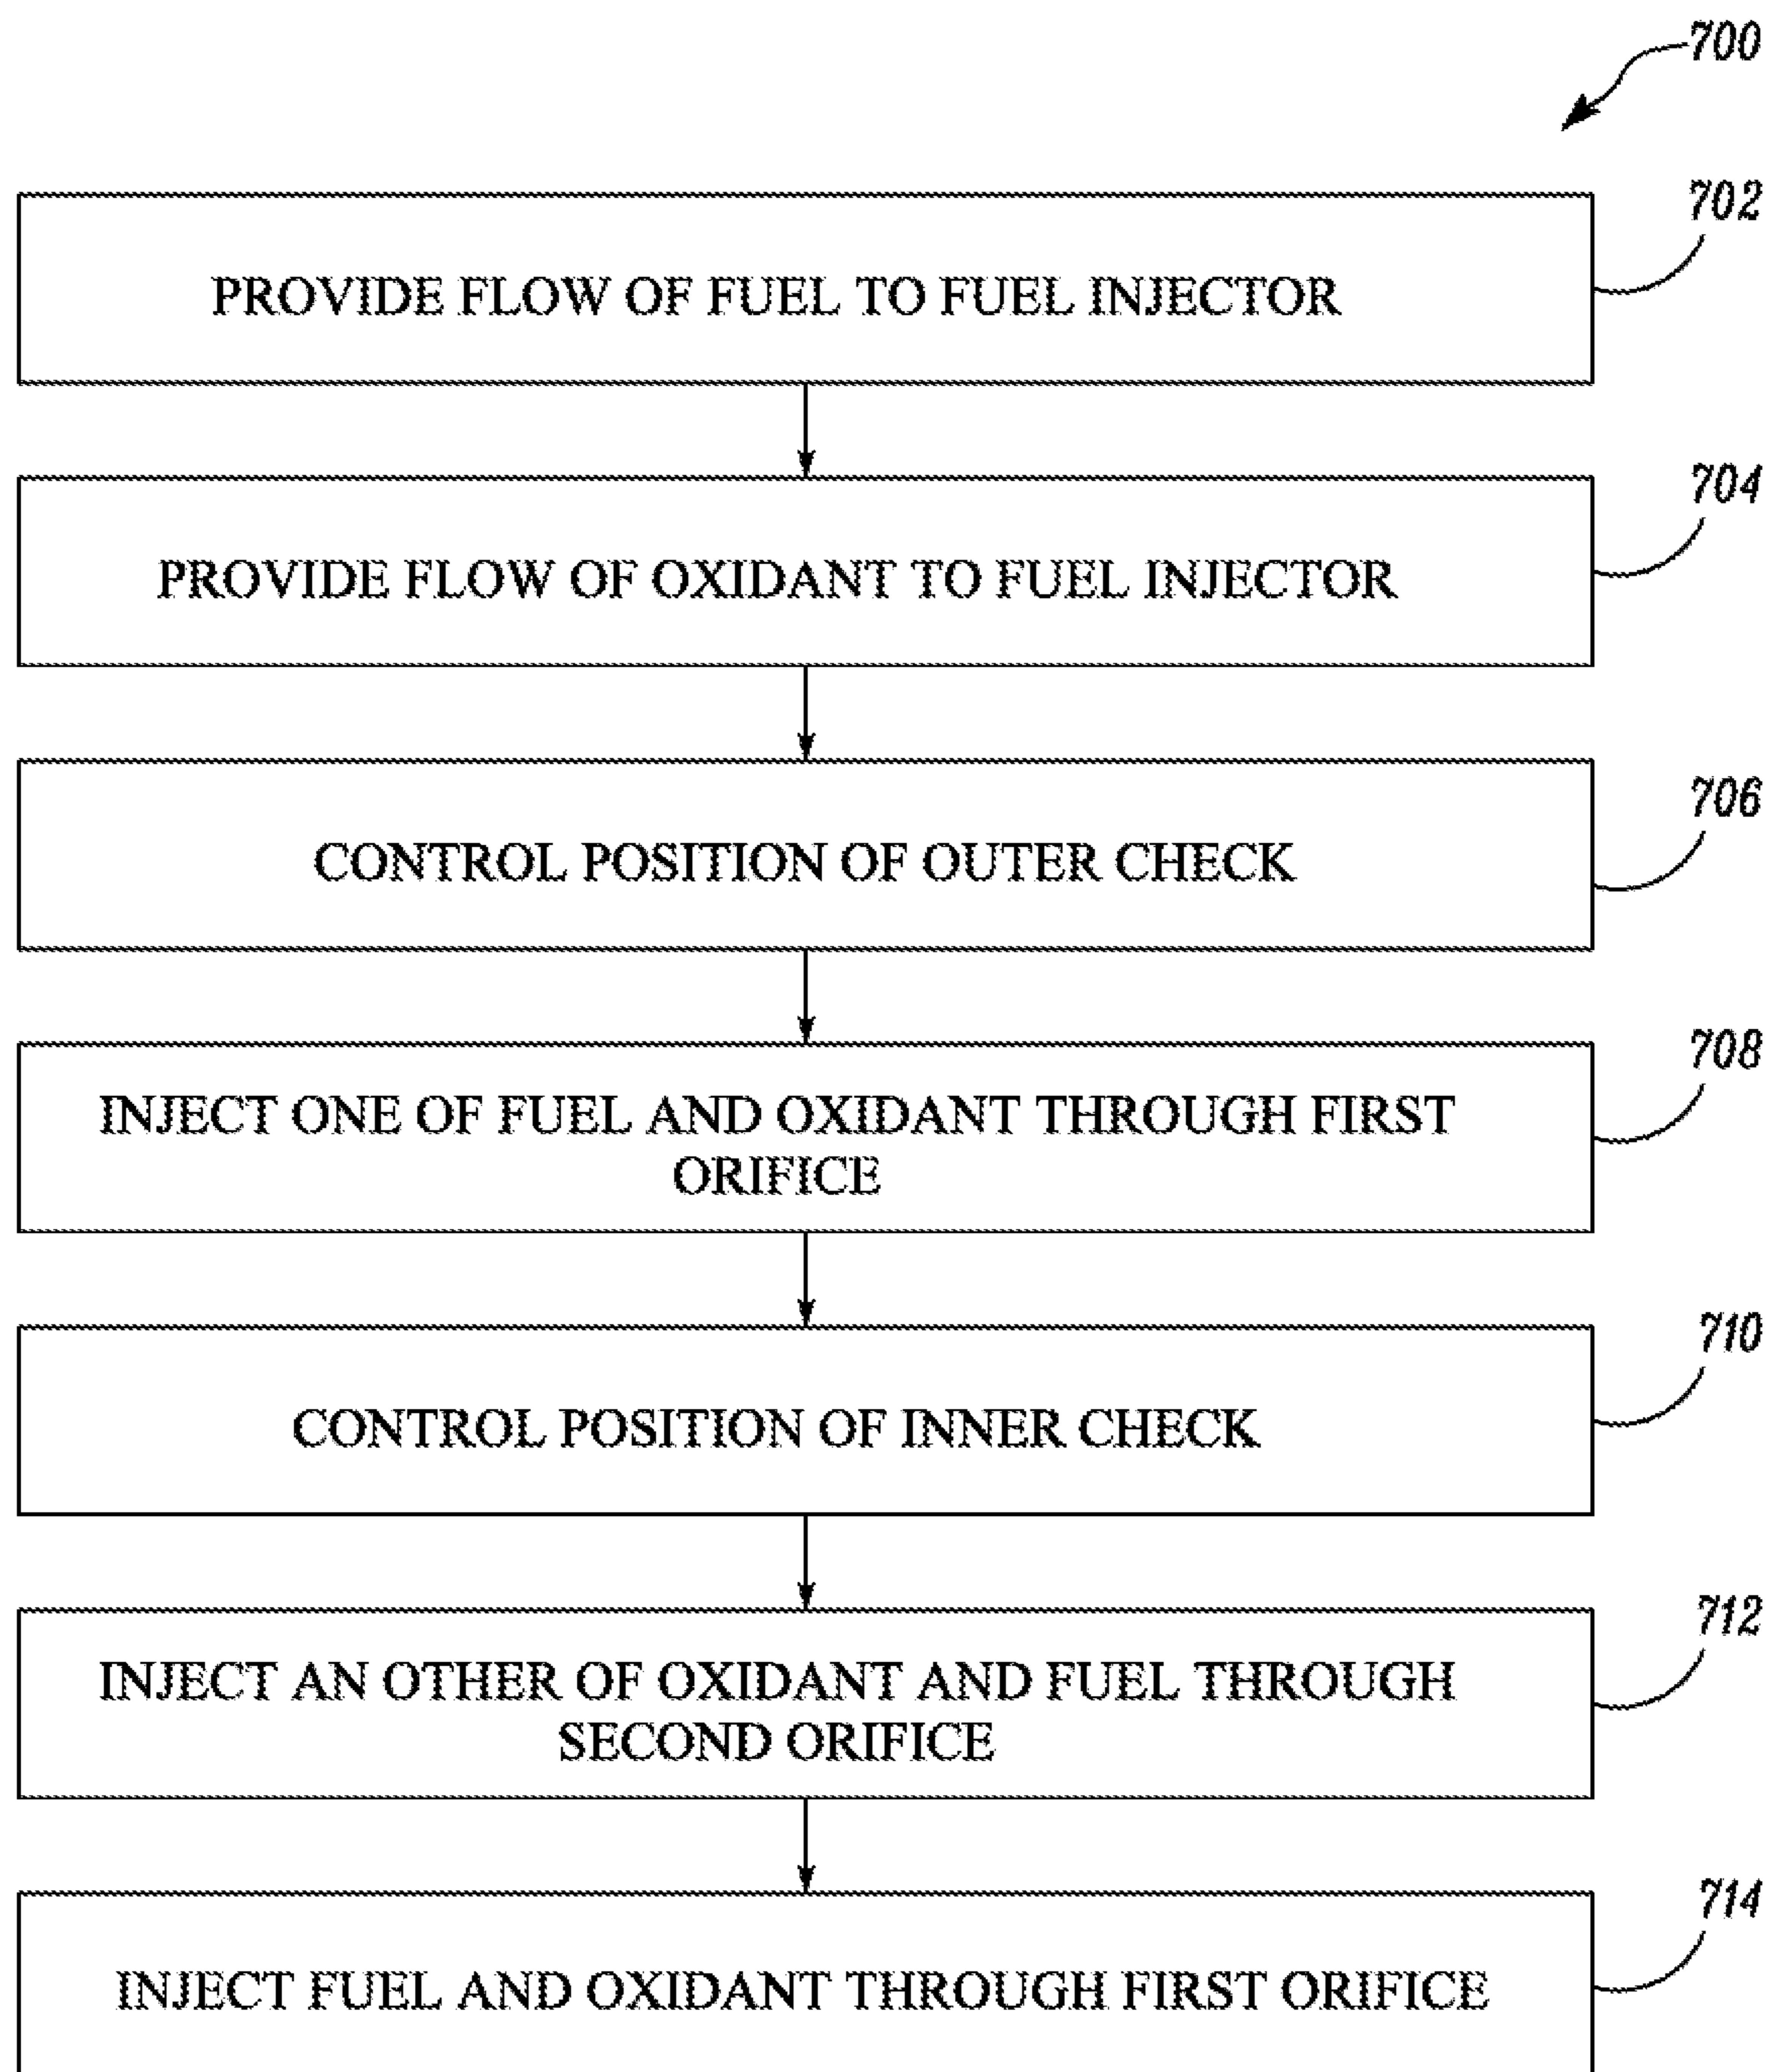 700
702
PROVIDE FLOW OF FUEL TO FUEL INJECTOR
704
PROVIDE FLOW OF OXIDANT TO FUEL INJECTOR
706
CONTROL POSITION OF OUTER CHECK
708
INJECT ONE OF FUEL AND OXIDANT THROUGH FIRST
ORIFICE
710
CONTROL POSITION OF INNER CHECK
712
INJECT AN OTHER OF OXIDANT AND FUEL THROUGH
SECOND ORIFICE
714
INJECT FUEL AND OXIDANT THROUGH FIRST ORIFICE